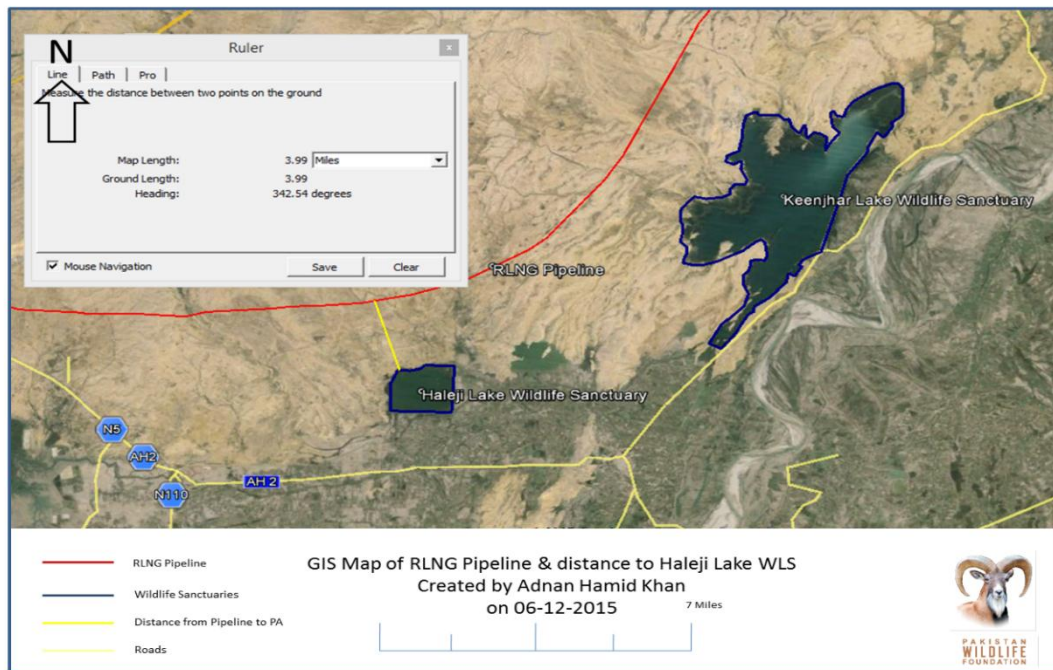 Ruler
N
Line
Path
Pro
Measure the distance between two points on the ground
Map Length: 3.99 Miles
Ground Length: 3.99
Heading: 342.54 degrees
Mouse Navigation
Save
Clear
Keenjhar Lake Wildlife Sanctuary
RLNG Pipeline
Haleji Lake Wildlife Sanctuary
N5
AH2
AH 2
N110
RLNG Pipeline
Wildlife Sanctuaries
Distance from Pipeline to PA
Roads
GIS Map of RLNG Pipeline & distance to Haleji Lake WLS
Created by Adnan Hamid Khan
on 06-12-2015
7 Miles
PAKISTAN
WILDLIFE
FOUNDATION